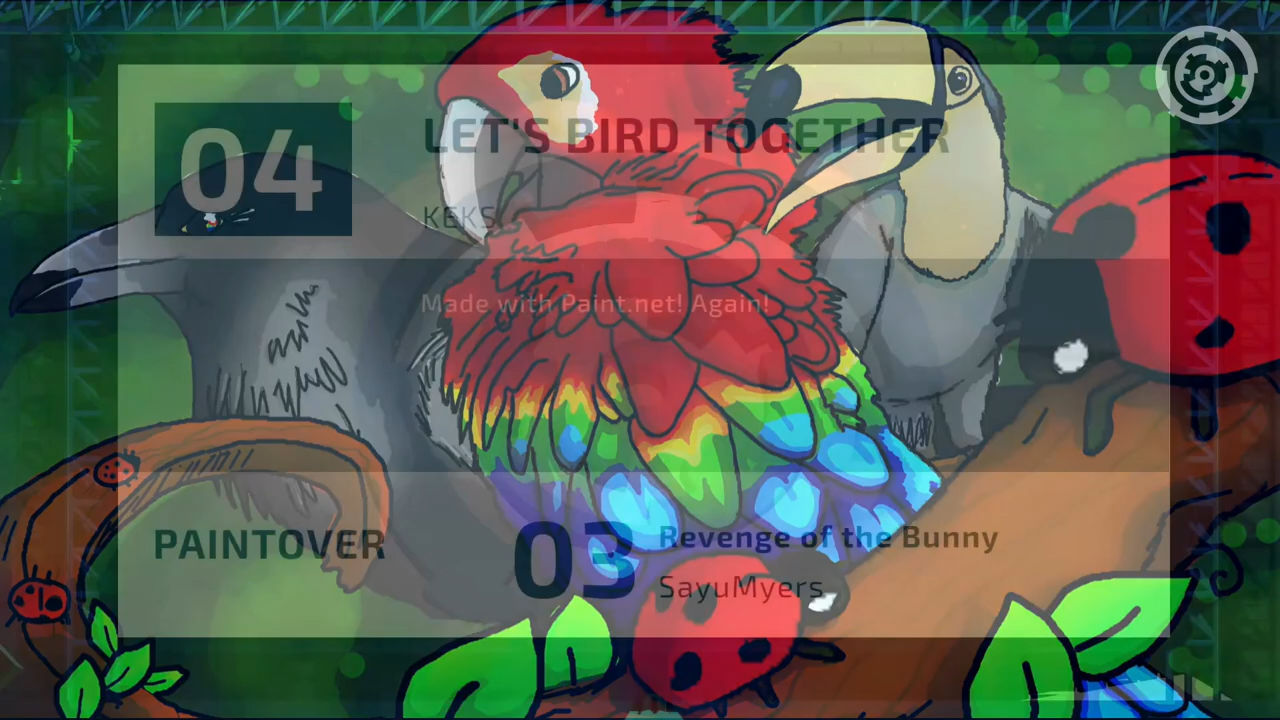 04
LET'S BIRD TOGETHER
KEKS
Made with Paint.net! Again!
PAINTOVER
03
Revenge of the Bunny
SayuMyers